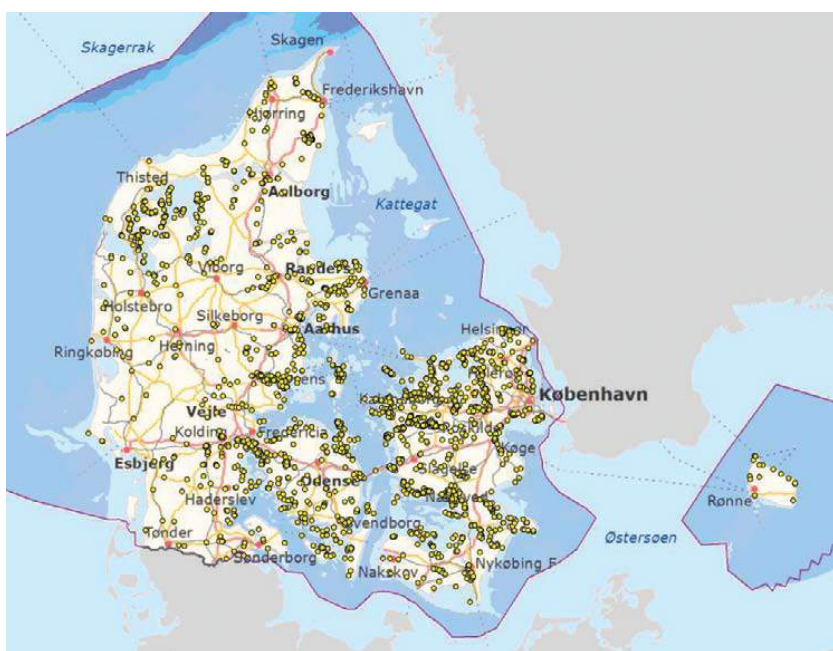 Skagerrak
Skagen
Frederikshavn
Hjørring
Thisted
Aalborg
Kattegat
Randers
Viborg
Grenaa
Holstebro
Silkeborg
Aarhus
Helsingør
Ringkøbing
Herning
København
Vejle
Roskilde
Kolding
Fredericia
Køge
Esbjerg
Odense
Slagelse
Haderslev
Næstved
Rønne
Svendborg
Tønder
Østersøen
Sønderborg
Nakskov
Nykøbing F